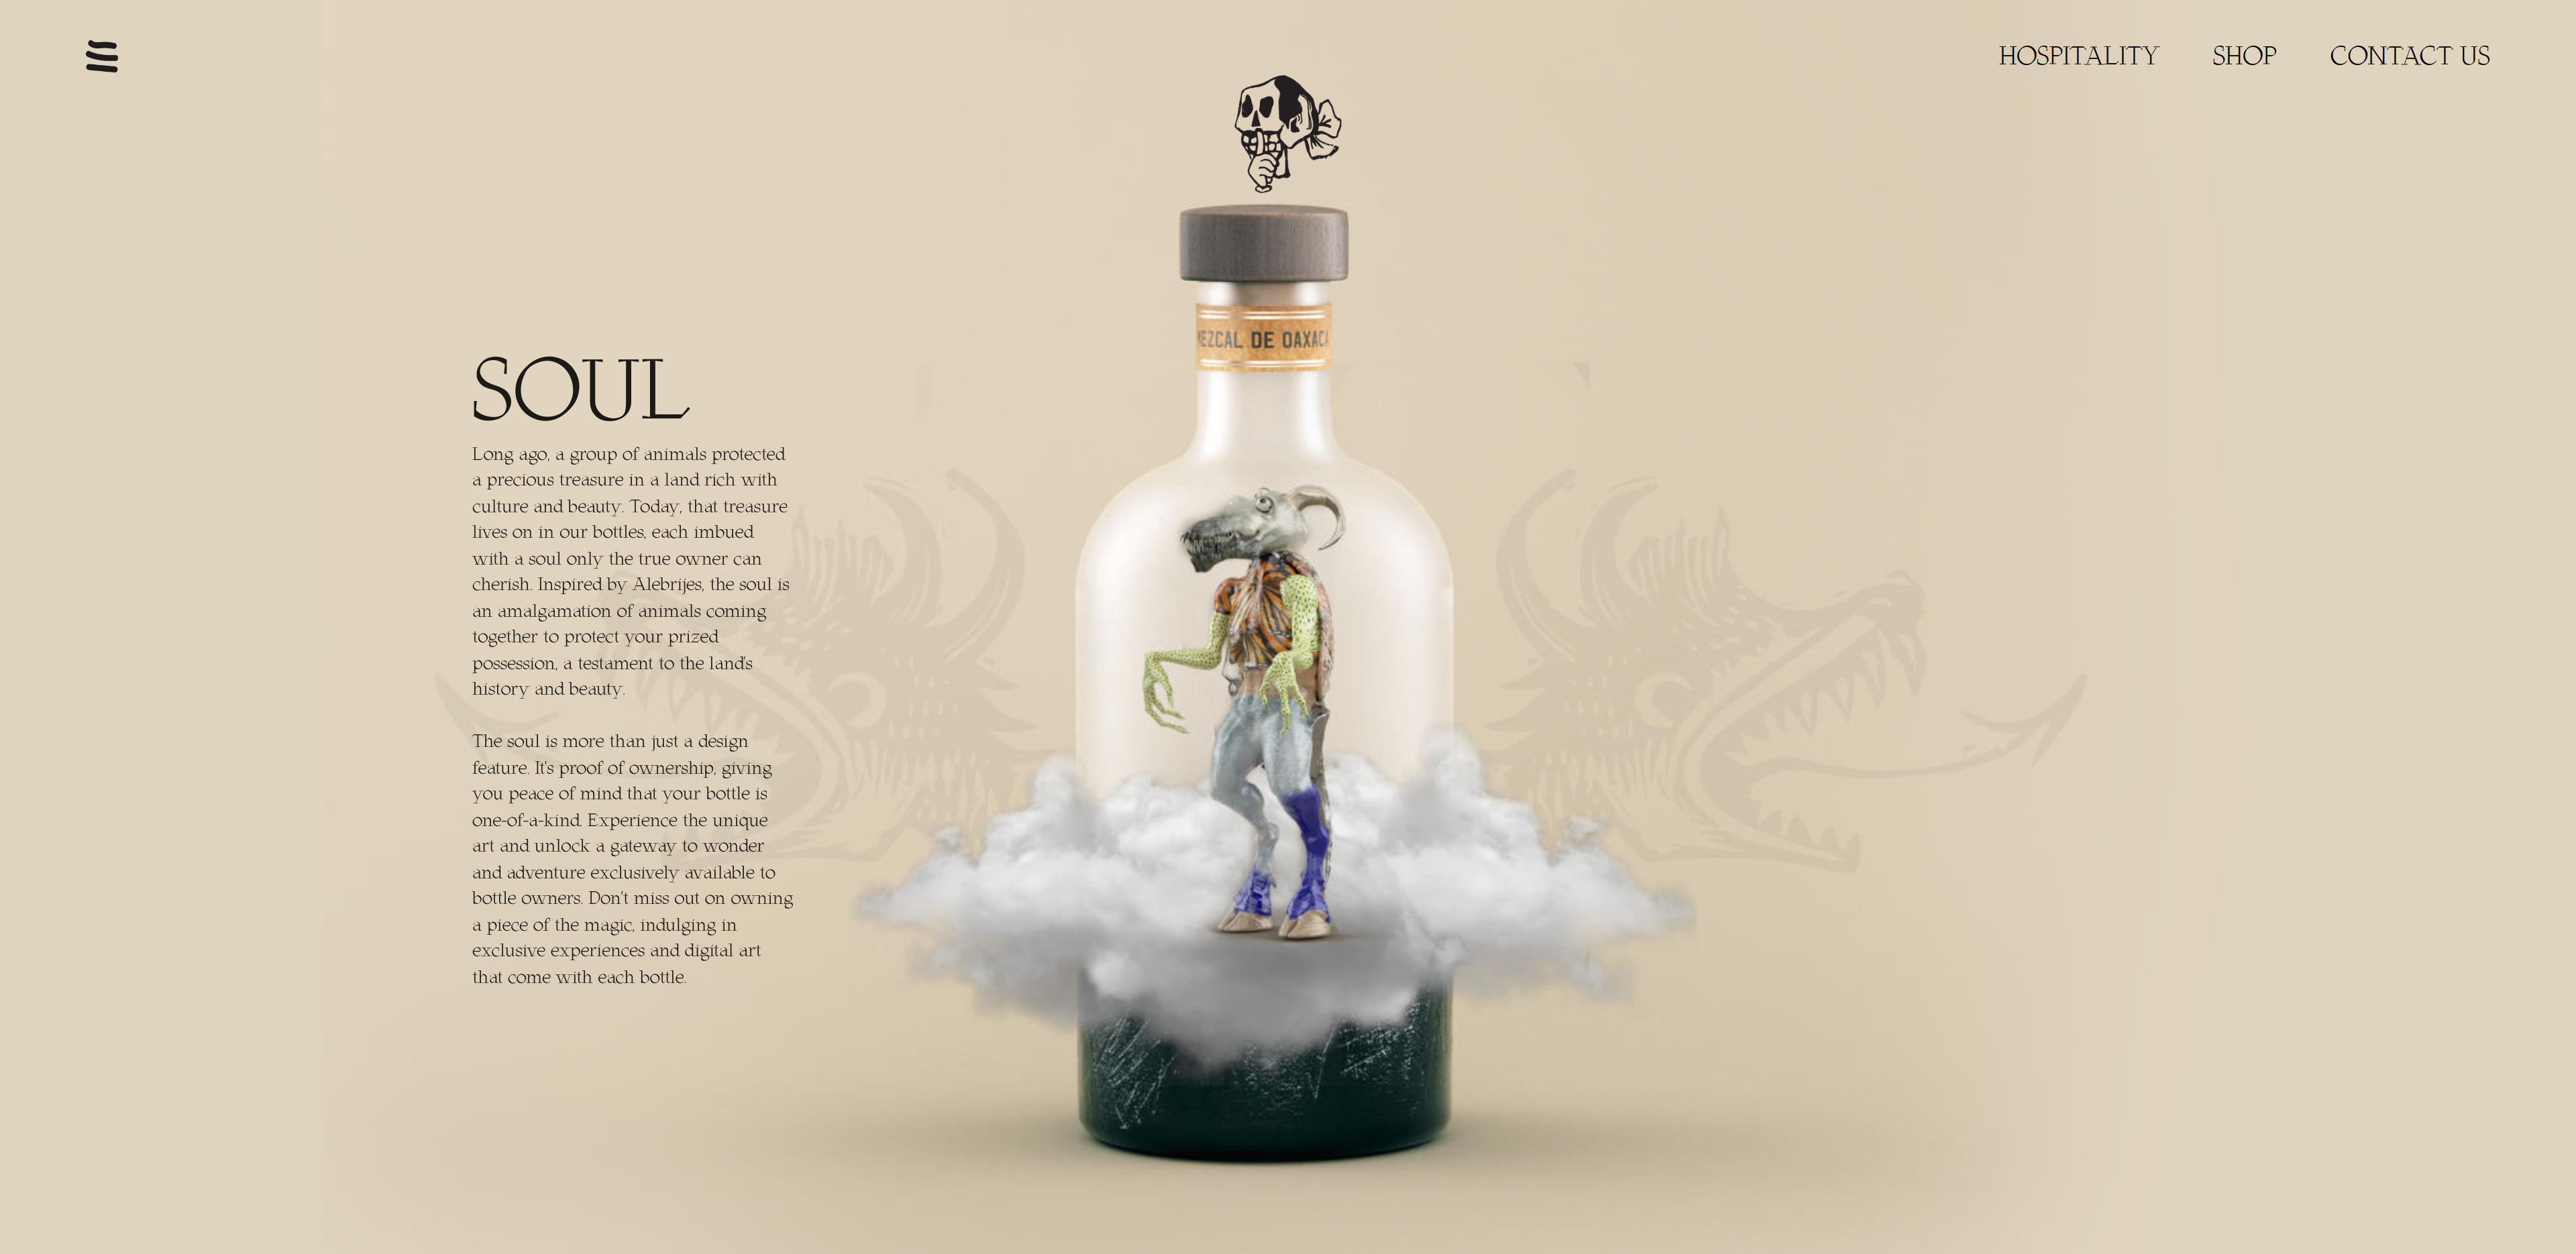 HOSPITALITY SHOP CONTACT US
MEZCAL DE OAXACA
SOUL
Long ago, a group of animals protected
a precious treasure in a land rich with
culture and beauty. Today, that treasure
lives on in our bottles, each imbued
with a soul only the true owner can
cherish. Inspired by Alebrijes, the soul is
an amalgamation of animals coming
together to protect your prized
possession, a testament to the land's
history and beauty.
The soul is more than just a design
feature. It's proof of ownership, giving
you peace of mind that your bottle is
one-of-a-kind. Experience the unique
art and unlock a gateway to wonder
and adventure exclusively available to
bottle owners. Don't miss out on owning
a piece of the magic, indulging in
exclusive experiences and digital art
that come with each bottle.